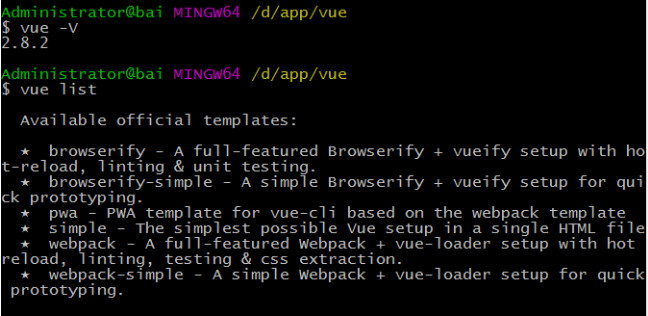 Administrator@bai MINGW64 /d/app/vue
$ vue -V
2.8.2
Administrator@bai MINGW64 /d/app/vue
$ vue list
Available official templates:
★ browserify - A full-featured Browserify + vueify setup with ho
t-reload, linting & unit testing.
★ browserify-simple - A simple Browserify + vueify setup for qui
ck prototyping.
★ pwa - PWA template for vue-cli based on the webpack template
★ simple - The simplest possible Vue setup in a single HTML file
★ webpack - A full-featured Webpack + vue-loader setup with hot
reload, linting, testing & css extraction.
★ webpack-simple - A simple Webpack + vue-loader setup for quick
prototyping.